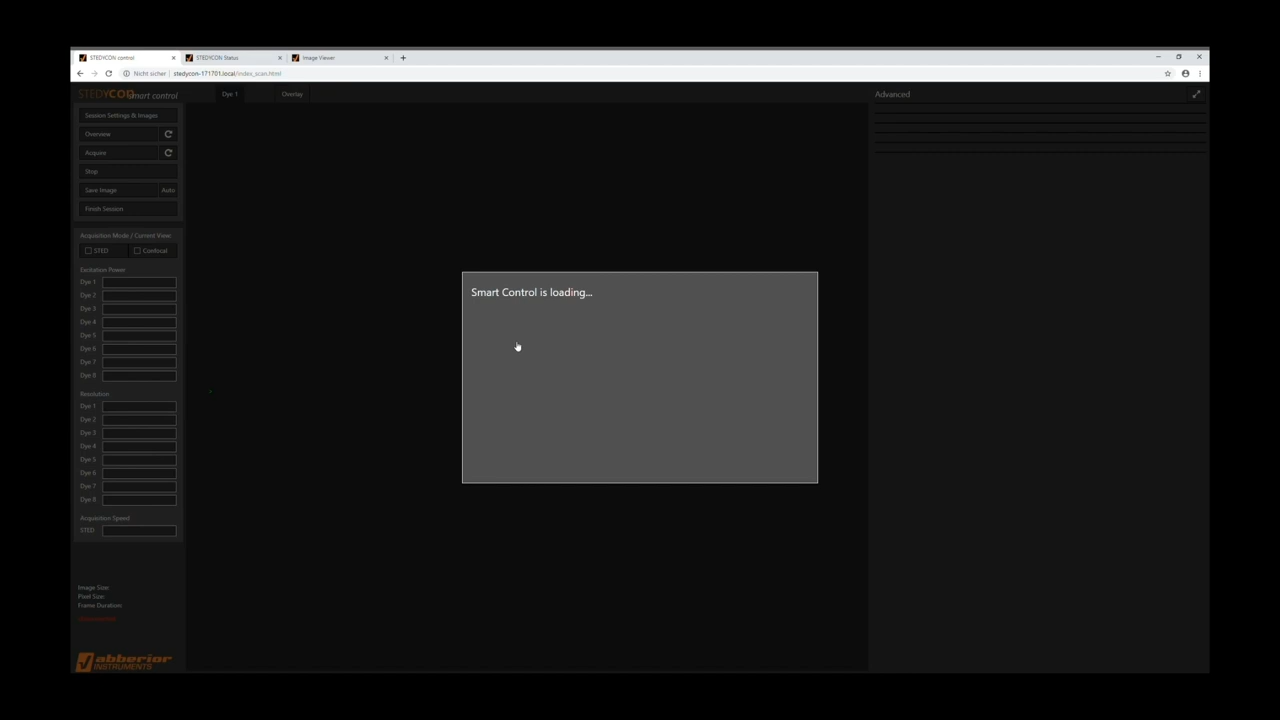 STEDYCON control
STEDYCON Status
Image Viewer
Nicht sicher
stedycon-171701.local/index_scan.html
STEDYCON smart control
Dye 1
Overlay
Advanced
Session Settings & Images
Overview
Acquire
Stop
Save Image
Auto
Finish Session
Acquisition Mode / Current View:
STED
Confocal
Excitation Power
Dye 1
Dye 2
Dye 3
Dye 4
Dye 5
Dye 6
Dye 7
Dye 8
Resolution
Dye 1
Dye 2
Dye 3
Dye 4
Dye 5
Dye 6
Dye 7
Dye 8
Acquisition Speed
STED
Image Size:
Pixel Size:
Frame Duration:
abberior
INSTRUMENTS
Smart Control is loading...